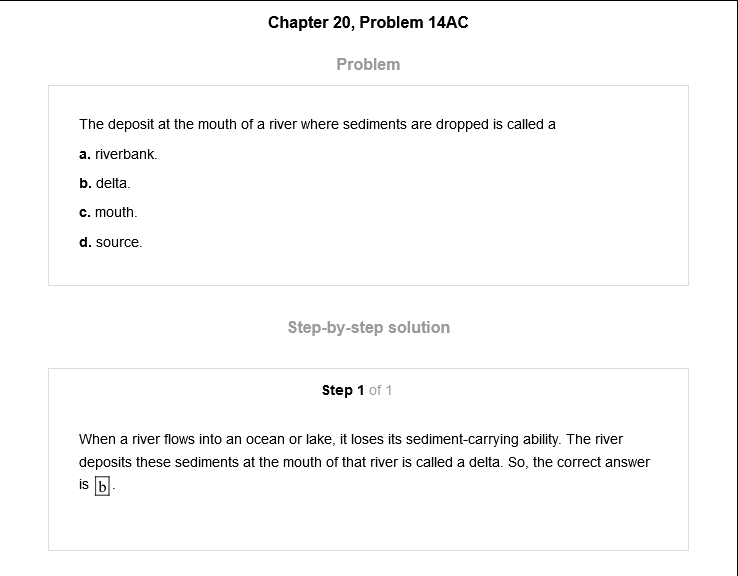 Chapter 20, Problem 14AC
Problem
The deposit at the mouth of a river where sediments are dropped is called a
a. riverbank.
b. delta.
c. mouth.
d. source.
Step-by-step solution
Step 1 of 1
When a river flows into an ocean or lake, it loses its sediment-carrying ability. The river
deposits these sediments at the mouth of that river is called a delta. So, the correct answer
is b.